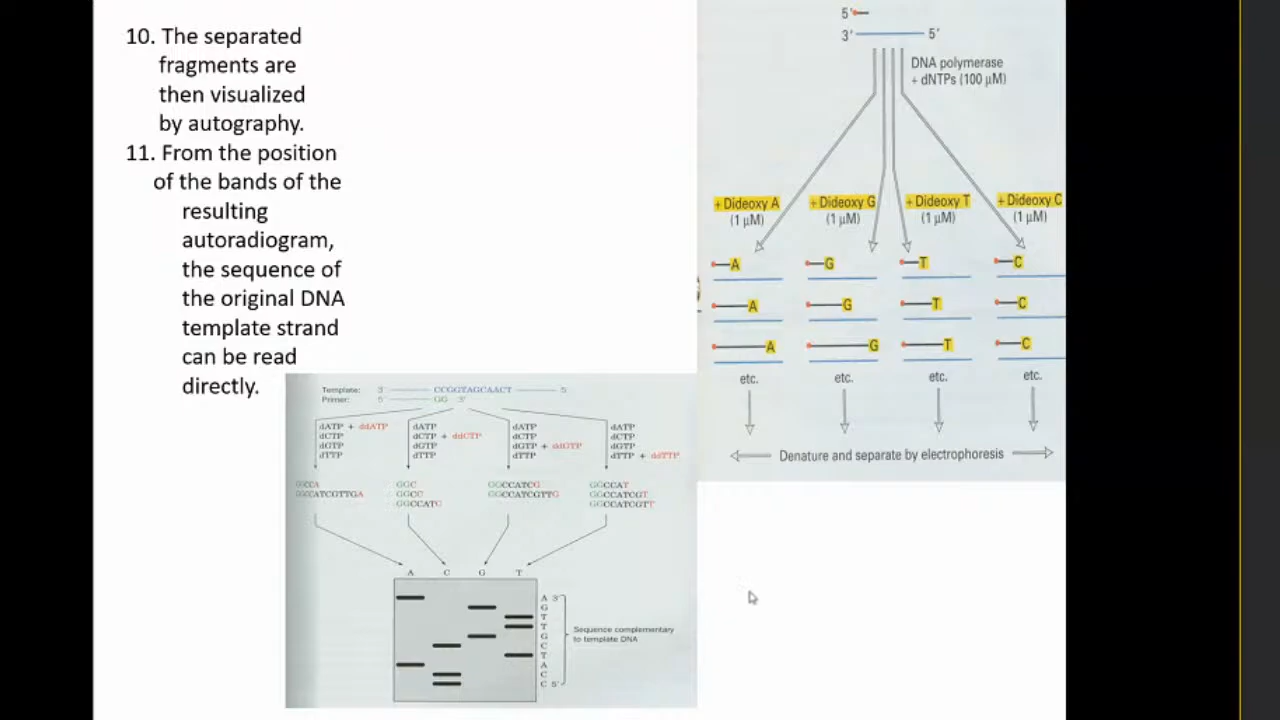 10. The separated
fragments are
then visualized
by autography.
11. From the position
of the bands of the
resulting
autoradiogram,
the sequence of
the original DNA
template strand
can be read
directly.
5'
3' 5'
DNA polymerase
+ dNTPs (100 μM)
+ Dideoxy A + Dideoxy G + Dideoxy T + Dideoxy C
(1 μM) (1 μM) (1 μM) (1 μM)
A G T C
A G T C
A G T C
etc. etc. etc. etc.
Denature and separate by electrophoresis
Template: 3' CCGGTAGCAACT 5'
Primer: 5' GG 3'
dATP + ddATP dATP dATP dATP
dCTP dCTP + ddCTP dCTP dCTP
dGTP dGTP dGTP + ddGTP dGTP
dTTP dTTP dTTP dTTP + ddTTP
GGCCA GGC GGCCATCG GGCCAT
GGCCATCGTTGA GGCC GGCCATCGTTG GGCCATCGT
GGCCATC GGCCATCGTT
A C G T
A 3'
G
T
T
G
C
T
A
C
C 5'
Sequence complementary
to template DNA